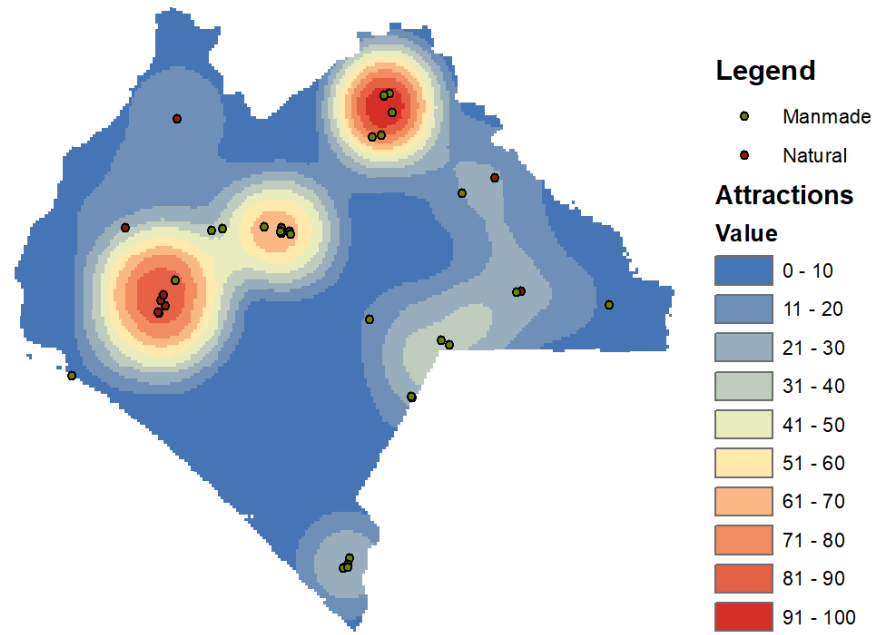 Legend
Manmade
Natural
Attractions
Value
0 - 10
11 - 20
21 - 30
31 - 40
41 - 50
51 - 60
61 - 70
71 - 80
81 - 90
91 - 100